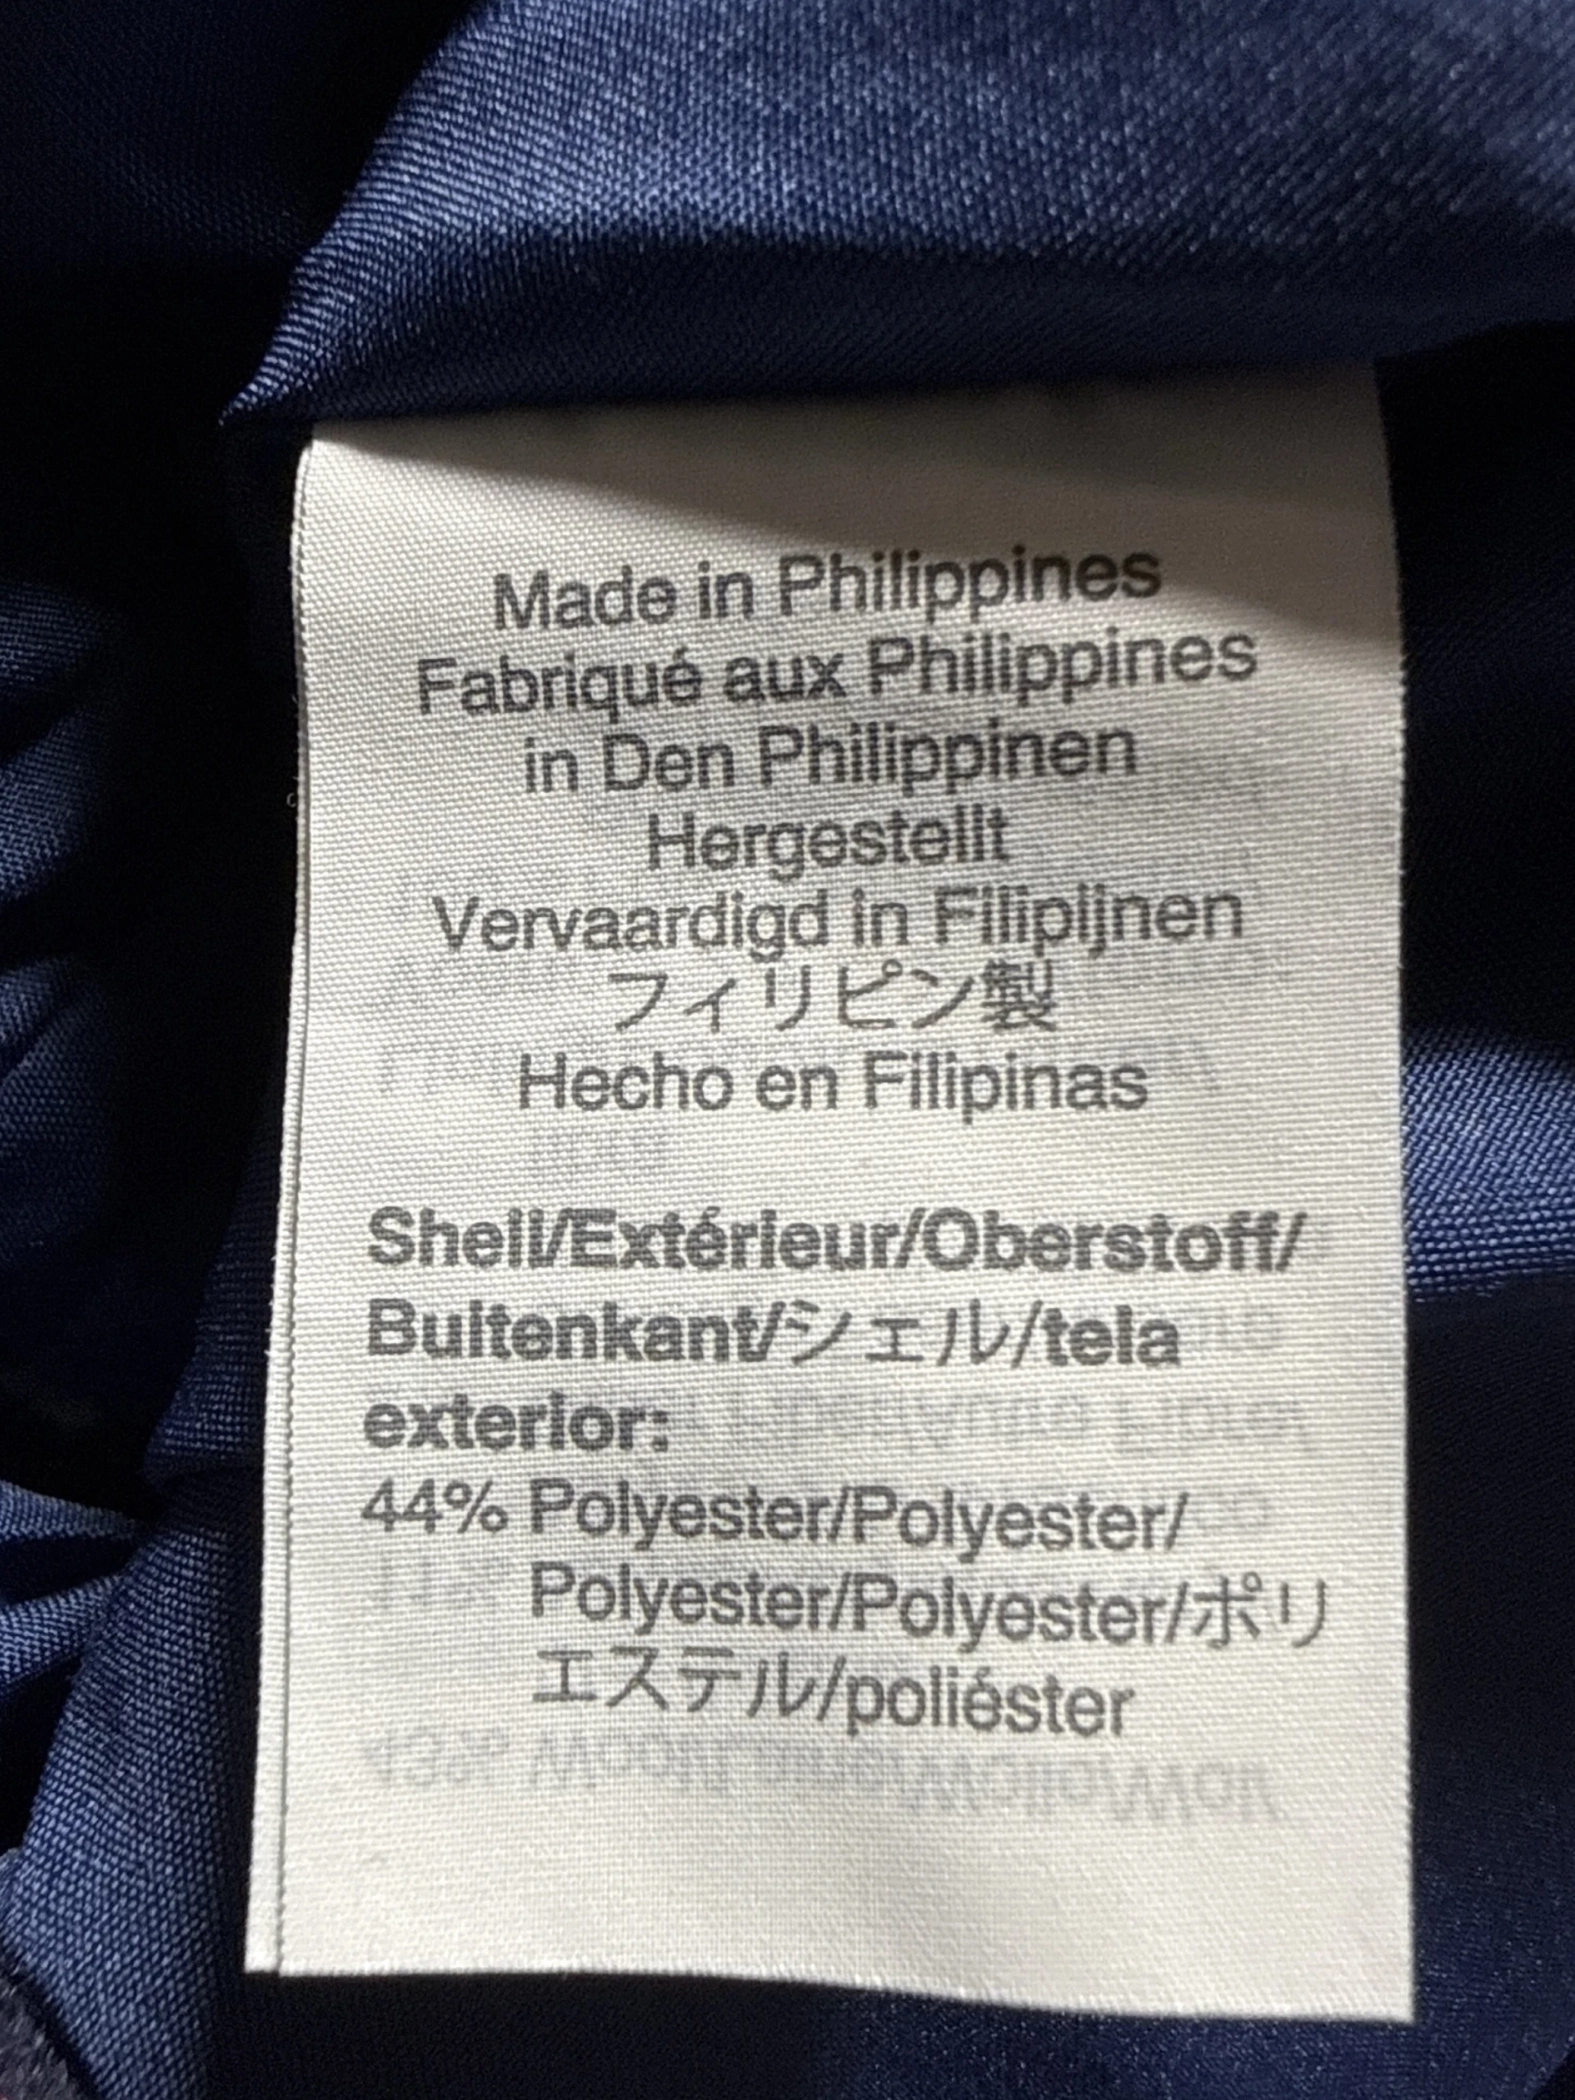 Made in Philippines
Fabriqué aux Philippines
in Den Philippinen
Hergestellt
Vervaardigd in Filipijnen
フィリピン製
Hecho en Filipinas
Shell/Extérieur/Oberstoff/
Buitenkant/シェル/tela
exterior:
44% Polyester/Polyester/
Polyester/Polyester/ポリ
エステル/poliéster